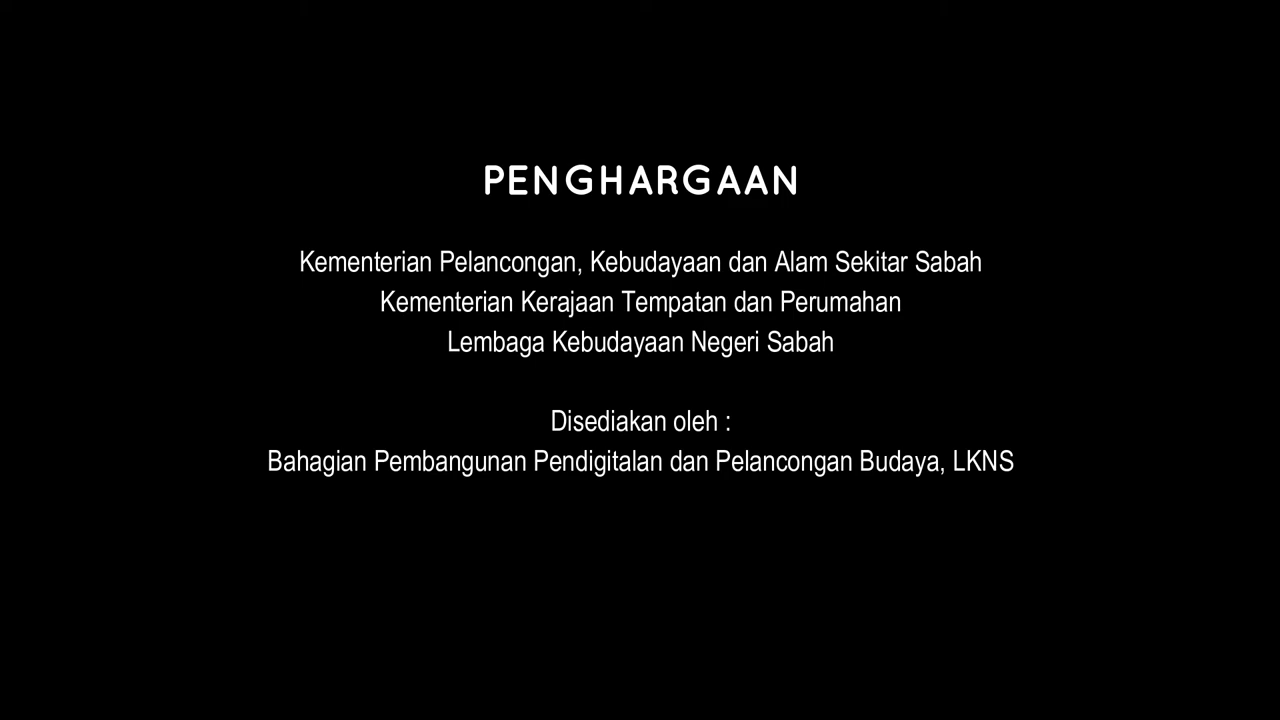 PENGHARGAAN
Kementerian Pelancongan, Kebudayaan dan Alam Sekitar Sabah
Kementerian Kerajaan Tempatan dan Perumahan
Lembaga Kebudayaan Negeri Sabah
Disediakan oleh :
Bahagian Pembangunan Pendigitalan dan Pelancongan Budaya, LKNS